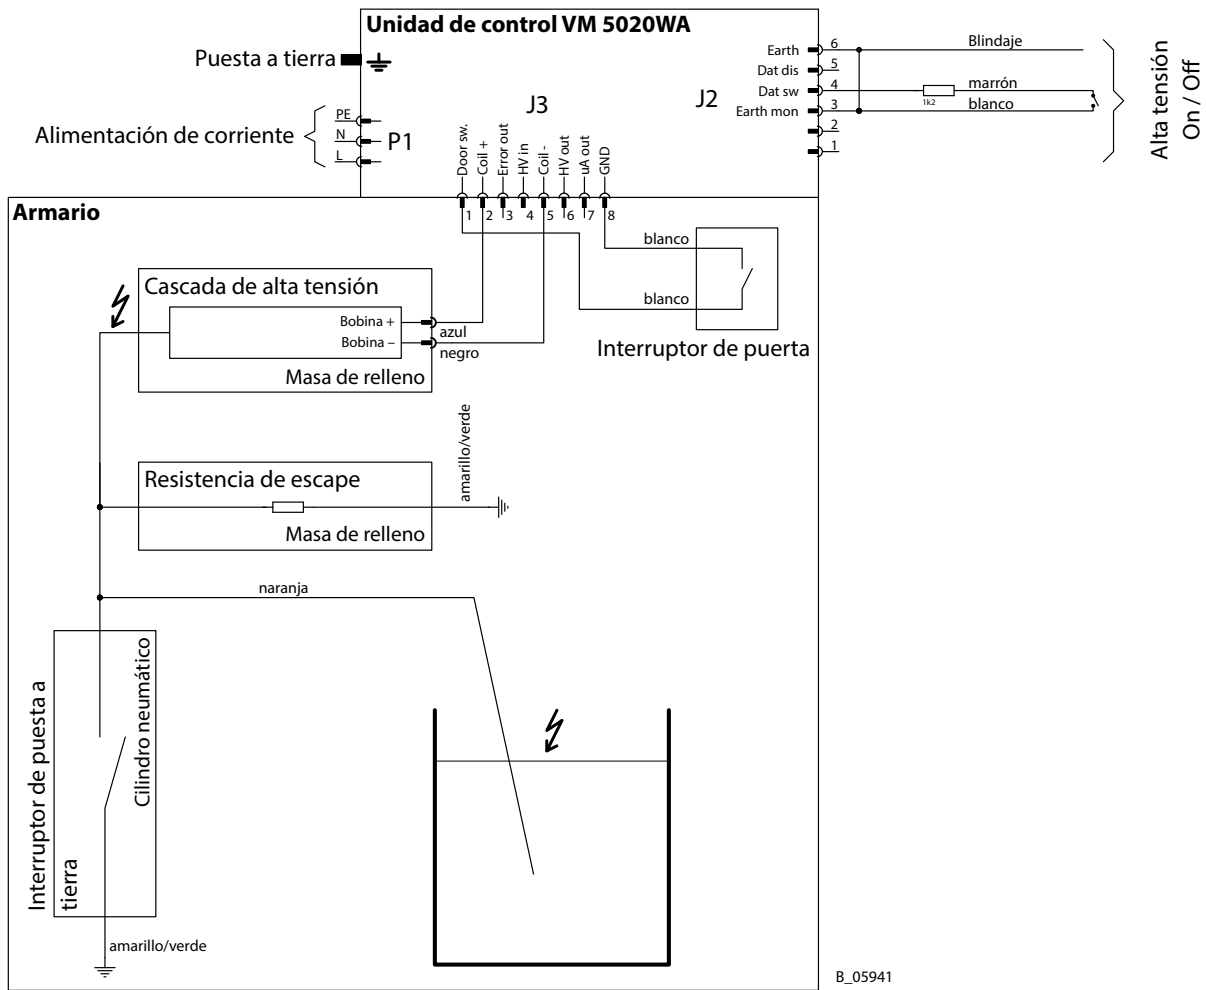 Unidad de control VM 5020WA
Puesta a tierra
Alimentación de corriente
PE
N
L
P1
J3
J2
Door sw.
Coil +
Error out
HV in
Coil -
HV out
uA out
GND
1 2 3 4 5 6 7 8
Earth 6
Dat dis 5
Dat sw 4
Earth mon 3
2
1
Blindaje
1k2
marrón
blanco
Alta tensión
On / Off
Armario
Cascada de alta tensión
Bobina +
Bobina –
azul
negro
Masa de relleno
blanco
blanco
Interruptor de puerta
Resistencia de escape
Masa de relleno
amarillo/verde
naranja
Interruptor de puesta a
tierra
Cilindro neumático
amarillo/verde
B_05941